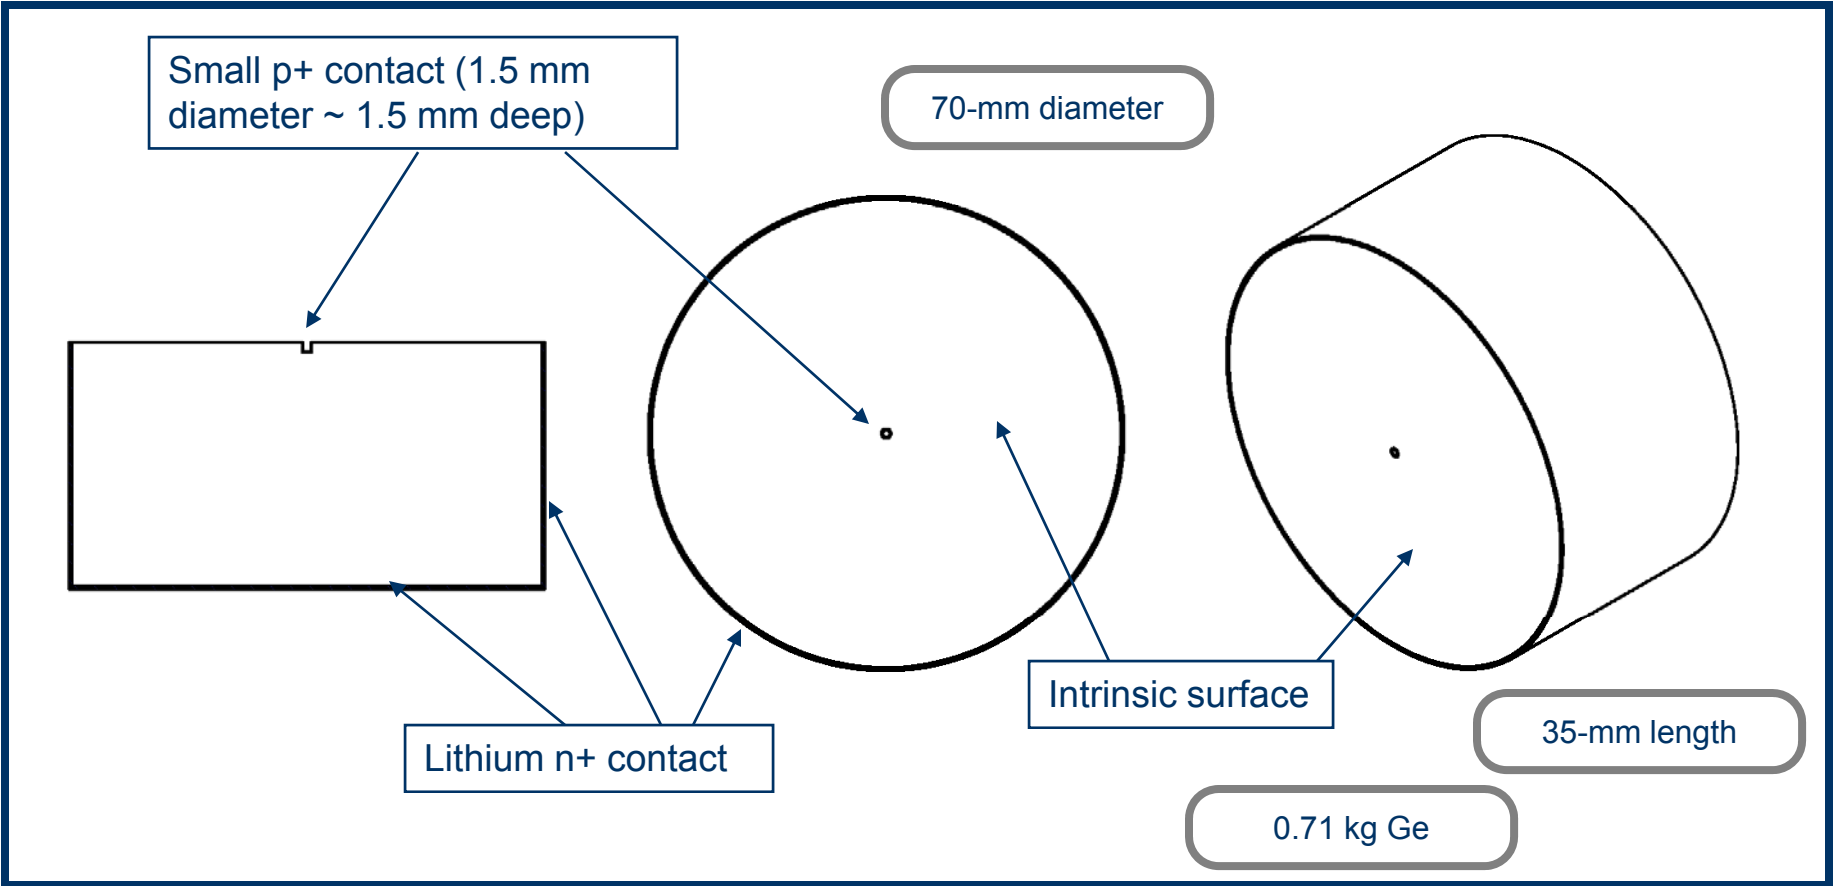 Small p+ contact (1.5 mm
diameter ~ 1.5 mm deep)
70-mm diameter
Intrinsic surface
Lithium n+ contact
35-mm length
0.71 kg Ge